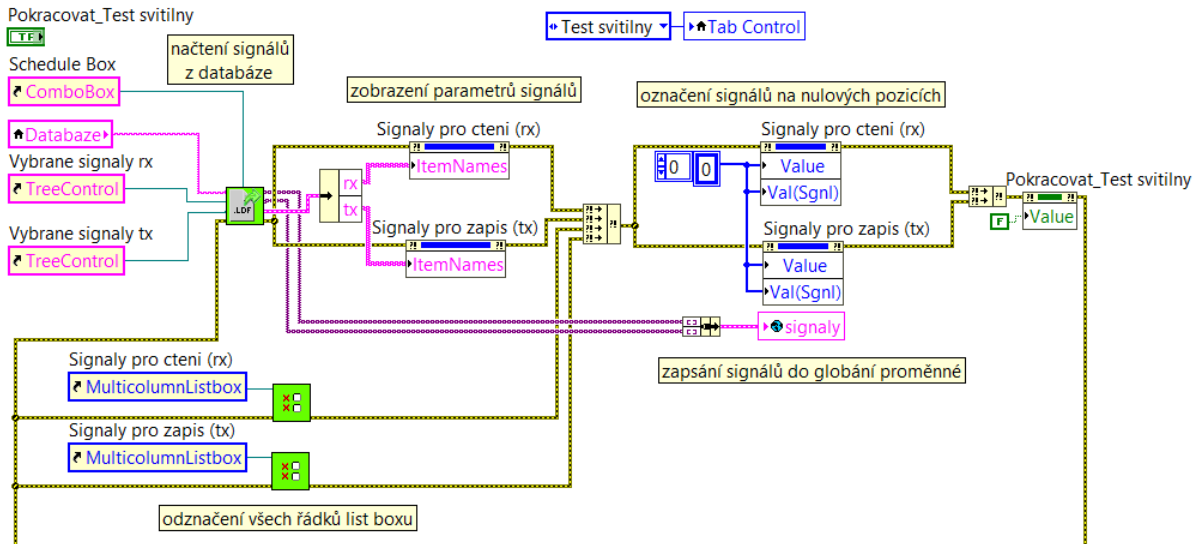 Pokracovat_Test svitilny
TF
Test svitilny
Tab Control
načtení signálů
z databáze
Schedule Box
ComboBox
zobrazení parametrů signálů
označení signálů na nulových pozicích
Databaze
Signaly pro cteni (rx)
ItemNames
Signaly pro cteni (rx)
0
0
Value
Val(Sgnl)
Vybrane signaly rx
TreeControl
.LDF
rx
tx
Pokracovat_Test svitilny
F
Value
Vybrane signaly tx
TreeControl
Signaly pro zapis (tx)
ItemNames
Signaly pro zapis (tx)
Value
Val(Sgnl)
signaly
Signaly pro cteni (rx)
MulticolumnListbox
zapsání signálů do globání proměnné
Signaly pro zapis (tx)
MulticolumnListbox
odznačení všech řádků list boxu